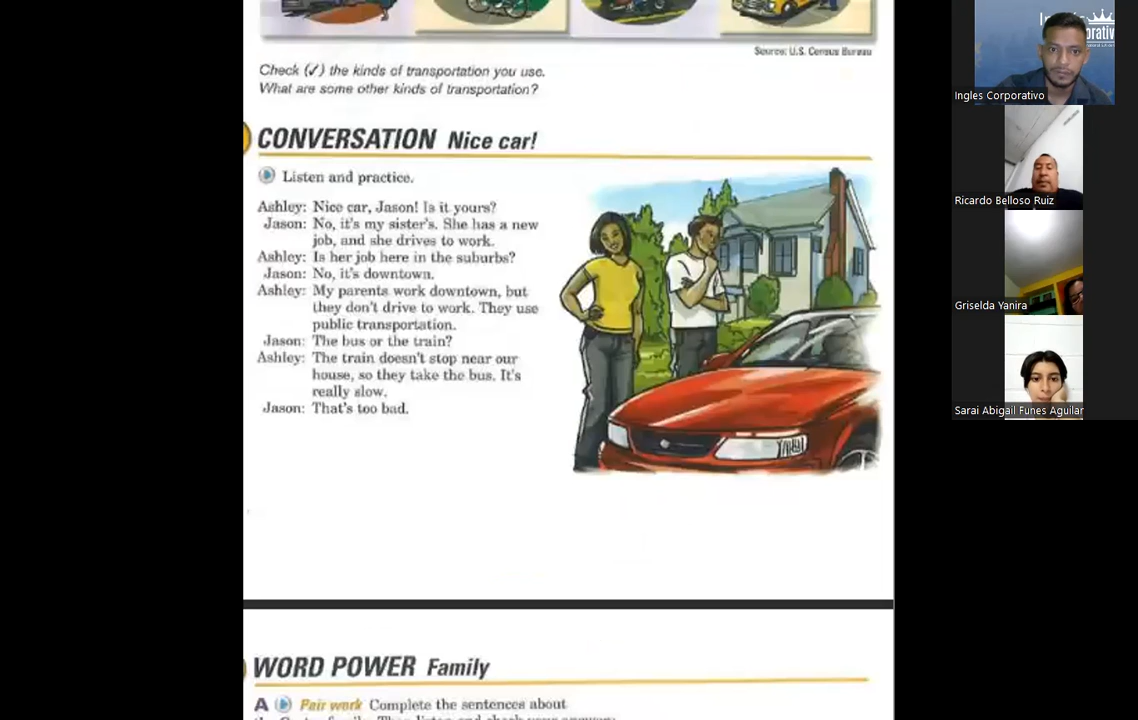 Source: U.S. Census Bureau
Check (✓) the kinds of transportation you use.
What are some other kinds of transportation?
CONVERSATION Nice car!
Listen and practice.
Ashley: Nice car, Jason! Is it yours?
Jason: No, it's my sister's. She has a new
job, and she drives to work.
Ashley: Is her job here in the suburbs?
Jason: No, it's downtown.
Ashley: My parents work downtown, but
they don't drive to work. They use
public transportation.
Jason: The bus or the train?
Ashley: The train doesn't stop near our
house, so they take the bus. It's
really slow.
Jason: That's too bad.
WORD POWER Family
A Pair work Complete the sentences about
Ingles Corporativo
Ricardo Belloso Ruiz
Griselda Yanira
Sarai Abigail Funes Aguilar